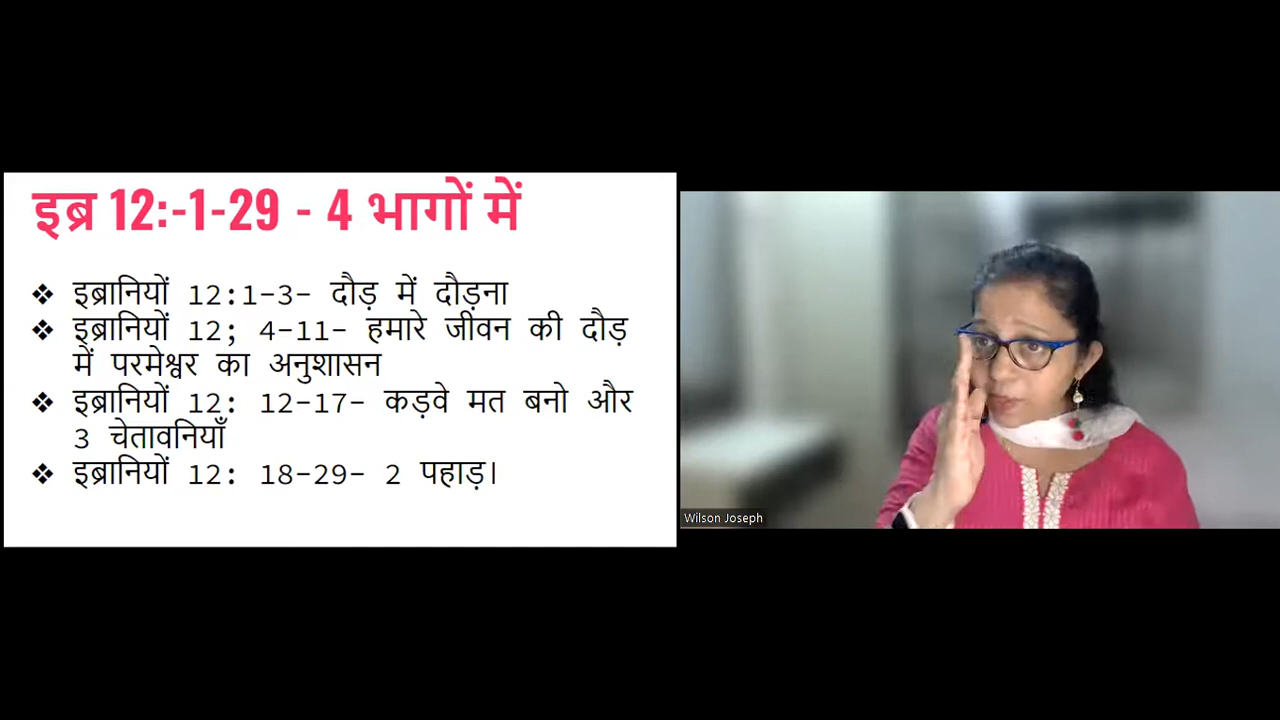 इब्र 12:-1-29 - 4 भागों में
❖ इब्रानियों 12:1-3- दौड़ में दौड़ना
❖ इब्रानियों 12; 4-11- हमारे जीवन की दौड़
में परमेश्वर का अनुशासन
❖ इब्रानियों 12: 12-17- कड़वे मत बनो और
3 चेतावनियाँ
❖ इब्रानियों 12: 18-29- 2 पहाड़।
Wilson Joseph